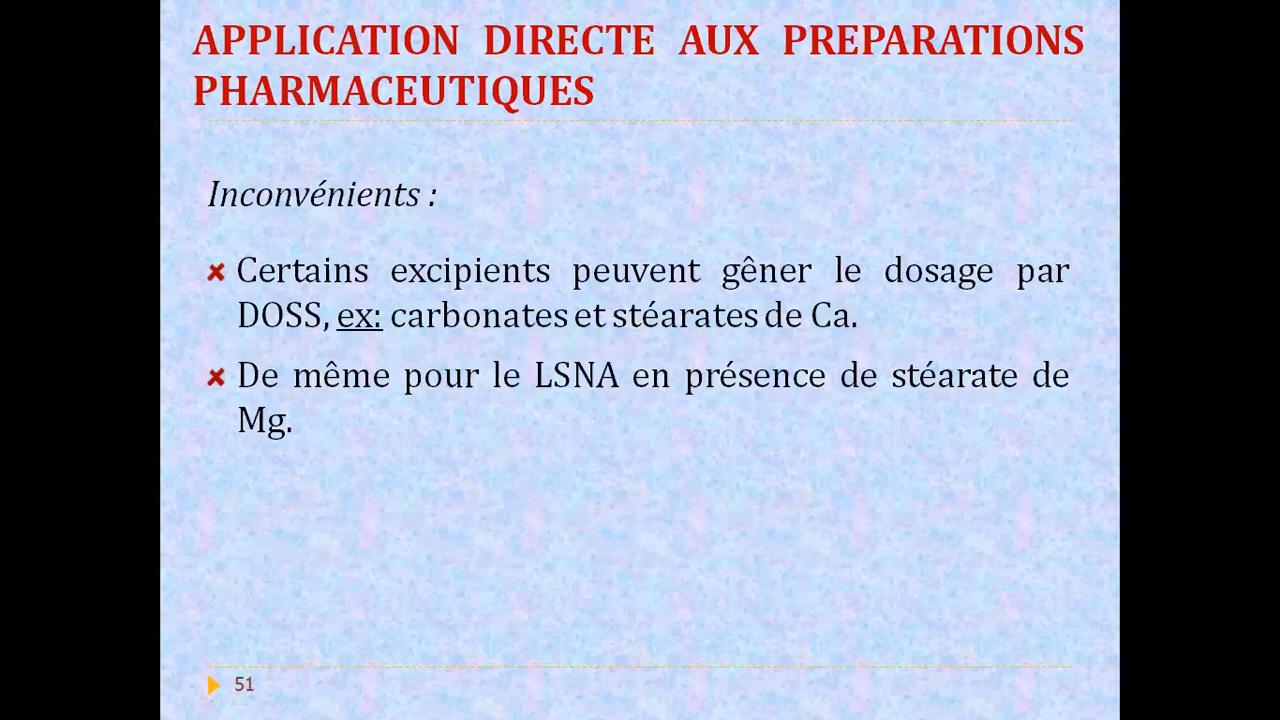 APPLICATION DIRECTE AUX PREPARATIONS
PHARMACEUTIQUES
Inconvénients :
Certains excipients peuvent gêner le dosage par
DOSS, ex: carbonates et stéarates de Ca.
De même pour le LSNA en présence de stéarate de
Mg.
51